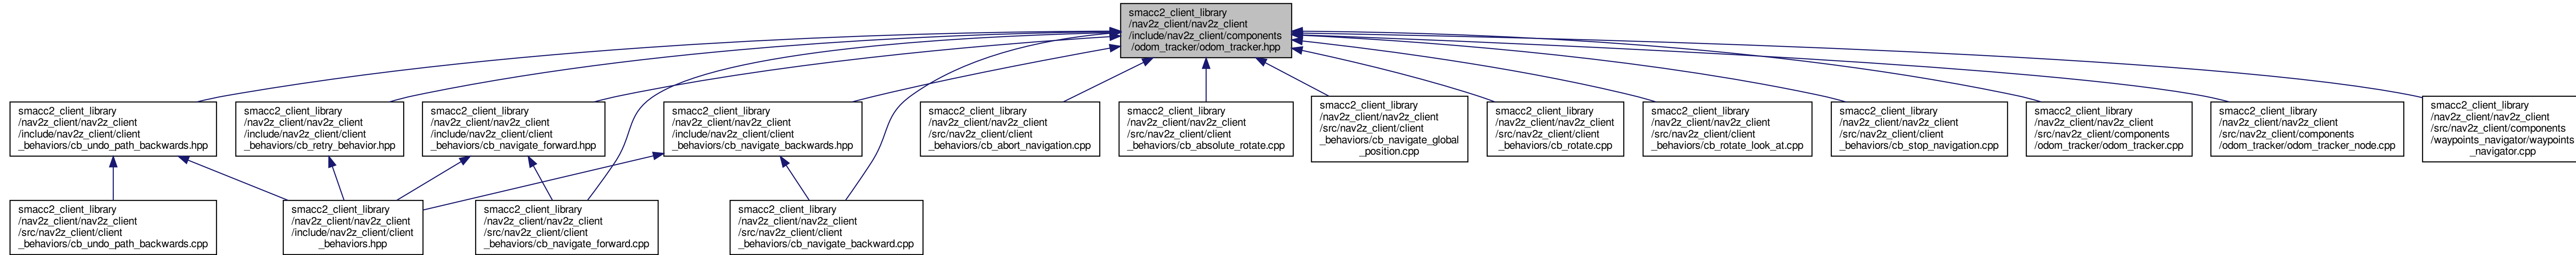 smacc2_client_library
/nav2z_client/nav2z_client
/include/nav2z_client/components
/odom_tracker/odom_tracker.hpp
smacc2_client_library
/nav2z_client/nav2z_client
/include/nav2z_client/client
_behaviors/cb_undo_path_backwards.hpp
smacc2_client_library
/nav2z_client/nav2z_client
/include/nav2z_client/client
_behaviors/cb_retry_behavior.hpp
smacc2_client_library
/nav2z_client/nav2z_client
/include/nav2z_client/client
_behaviors/cb_navigate_forward.hpp
smacc2_client_library
/nav2z_client/nav2z_client
/include/nav2z_client/client
_behaviors/cb_navigate_backwards.hpp
smacc2_client_library
/nav2z_client/nav2z_client
/src/nav2z_client/client
_behaviors/cb_abort_navigation.cpp
smacc2_client_library
/nav2z_client/nav2z_client
/src/nav2z_client/client
_behaviors/cb_absolute_rotate.cpp
smacc2_client_library
/nav2z_client/nav2z_client
/src/nav2z_client/client
_behaviors/cb_navigate_global
_position.cpp
smacc2_client_library
/nav2z_client/nav2z_client
/src/nav2z_client/client
_behaviors/cb_rotate.cpp
smacc2_client_library
/nav2z_client/nav2z_client
/src/nav2z_client/client
_behaviors/cb_rotate_look_at.cpp
smacc2_client_library
/nav2z_client/nav2z_client
/src/nav2z_client/client
_behaviors/cb_stop_navigation.cpp
smacc2_client_library
/nav2z_client/nav2z_client
/src/nav2z_client/components
/odom_tracker/odom_tracker.cpp
smacc2_client_library
/nav2z_client/nav2z_client
/src/nav2z_client/components
/odom_tracker/odom_tracker_node.cpp
smacc2_client_library
/nav2z_client/nav2z_client
/src/nav2z_client/components
/waypoints_navigator/waypoints
_navigator.cpp
smacc2_client_library
/nav2z_client/nav2z_client
/src/nav2z_client/client
_behaviors/cb_undo_path_backwards.cpp
smacc2_client_library
/nav2z_client/nav2z_client
/include/nav2z_client/client
_behaviors.hpp
smacc2_client_library
/nav2z_client/nav2z_client
/src/nav2z_client/client
_behaviors/cb_navigate_forward.cpp
smacc2_client_library
/nav2z_client/nav2z_client
/src/nav2z_client/client
_behaviors/cb_navigate_backward.cpp